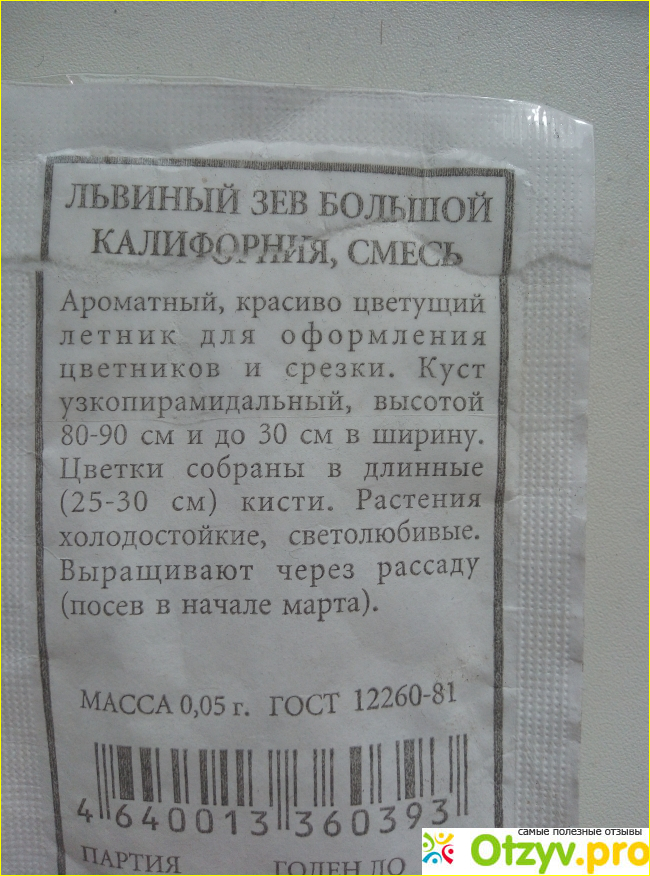 ЛЬВИНЫЙ ЗЕВ БОЛЬШОЙ
КАЛИФОРНИЯ, СМЕСЬ
Ароматный, красиво цветущий
летник для оформления
цветников и срезки. Куст
узкопирамидальный, высотой
80-90 см и до 30 см в ширину.
Цветки собраны в длинные
(25-30 см) кисти. Растения
холодостойкие, светолюбивые.
Выращивают через рассаду
(посев в начале марта).
МАССА 0,05 г. ГОСТ 12260-81
4 640013 360393
ПАРТИЯ ГОДЕН ДО
самые полезные отзывы
Otzyv.pro